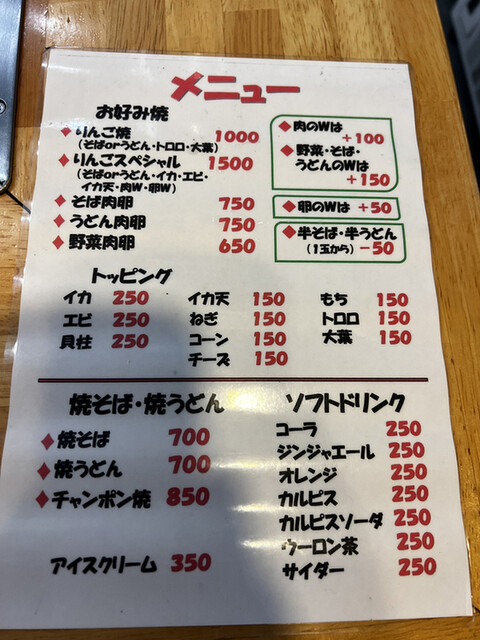 メニュー
お好み焼
◆りんご焼 1000
(そばorうどん・トロロ・大葉)
◆りんごスペシャル 1500
(そばorうどん・イカ・エビ・
イカ天・肉W・卵W)
◆そば肉卵 750
◆うどん肉卵 750
◆野菜肉卵 650
◆肉のWは
+100
◆野菜・そば・
うどんのWは
+150
◆卵のWは +50
◆半そば・半うどん
(1玉から) -50
トッピング
イカ 250 イカ天 150 もち 150
エビ 250 ねぎ 150 トロロ 150
貝柱 250 コーン 150 大葉 150
チーズ 150
焼そば・焼うどん
◆焼そば 700
◆焼うどん 700
◆チャンポン焼 850
アイスクリーム 350
ソフトドリンク
コーラ 250
ジンジャエール 250
オレンジ 250
カルピス 250
カルピスソーダ 250
ウーロン茶 250
サイダー 250